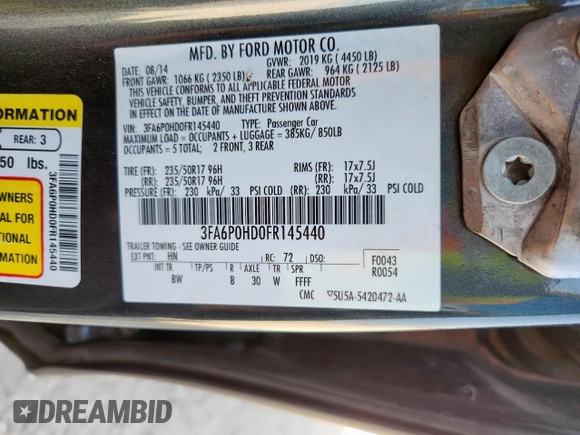 MFD. BY FORD MOTOR CO.
DATE: 08/14
GVWR: 2019 KG ( 4450 LB)
FRONT GAWR: 1066 KG ( 2350 LB)
REAR GAWR: 964 KG ( 2125 LB)
THIS VEHICLE CONFORMS TO ALL APPLICABLE FEDERAL MOTOR
VEHICLE SAFETY, BUMPER, AND THEFT PREVENTION STANDARDS IN
EFFECT ON THE DATE OF MANUFACTURE SHOWN ABOVE.
VIN: 3FA6P0HD0FR145440
TYPE: Passenger Car
MAXIMUM LOAD = OCCUPANTS + LUGGAGE = 385KG/850LB
OCCUPANTS = 5 TOTAL: 2 FRONT, 3 REAR
TIRE (FR): 235/50R17 96H RIMS (FR): 17x7.5J
(RR): 235/50R17 96H (RR): 17x7.5J
PRESSURE (FR): 230 kPa/ 33 PSI COLD (RR): 230 kPa/ 33 PSI COLD
3FA6P0HD0FR145440
TRAILER TOWING - SEE OWNER GUIDE
EXT PNT: HN RC: 72 DSO:
F0043
R0054
INT TR TP/PS R AXLE TR SPR
BW B 30 W FFFF
CMC ▽5U5A-5420472-AA
FORMATION
REAR: 3
50 lbs.
OWNERS
AL FOR
ATION
3FA6P0HD0FR145440
DREAMBID